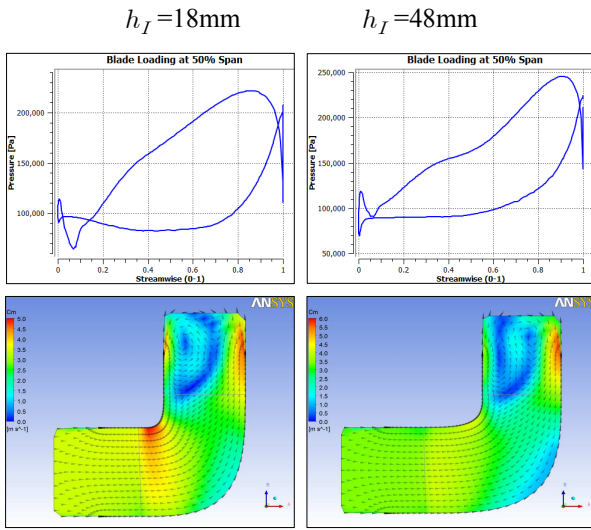 h_I =18mm
h_I =48mm
Blade Loading at 50% Span
Pressure [Pa]
200,000
150,000
100,000
0 0.2 0.4 0.6 0.8 1
Streamwise (0-1)
Blade Loading at 50% Span
Pressure [Pa]
250,000
200,000
150,000
100,000
50,000
0 0.2 0.4 0.6 0.8 1
Streamwise (0-1)
ANSYS
Cm
5.0
4.5
4.0
3.5
3.0
2.5
2.0
1.5
1.0
0.5
0.0
[m s^-1]
ANSYS
Cm
6.0
5.5
5.0
4.5
4.0
3.5
3.0
2.5
2.0
1.5
1.0
0.5
0.0
[m s^-1]